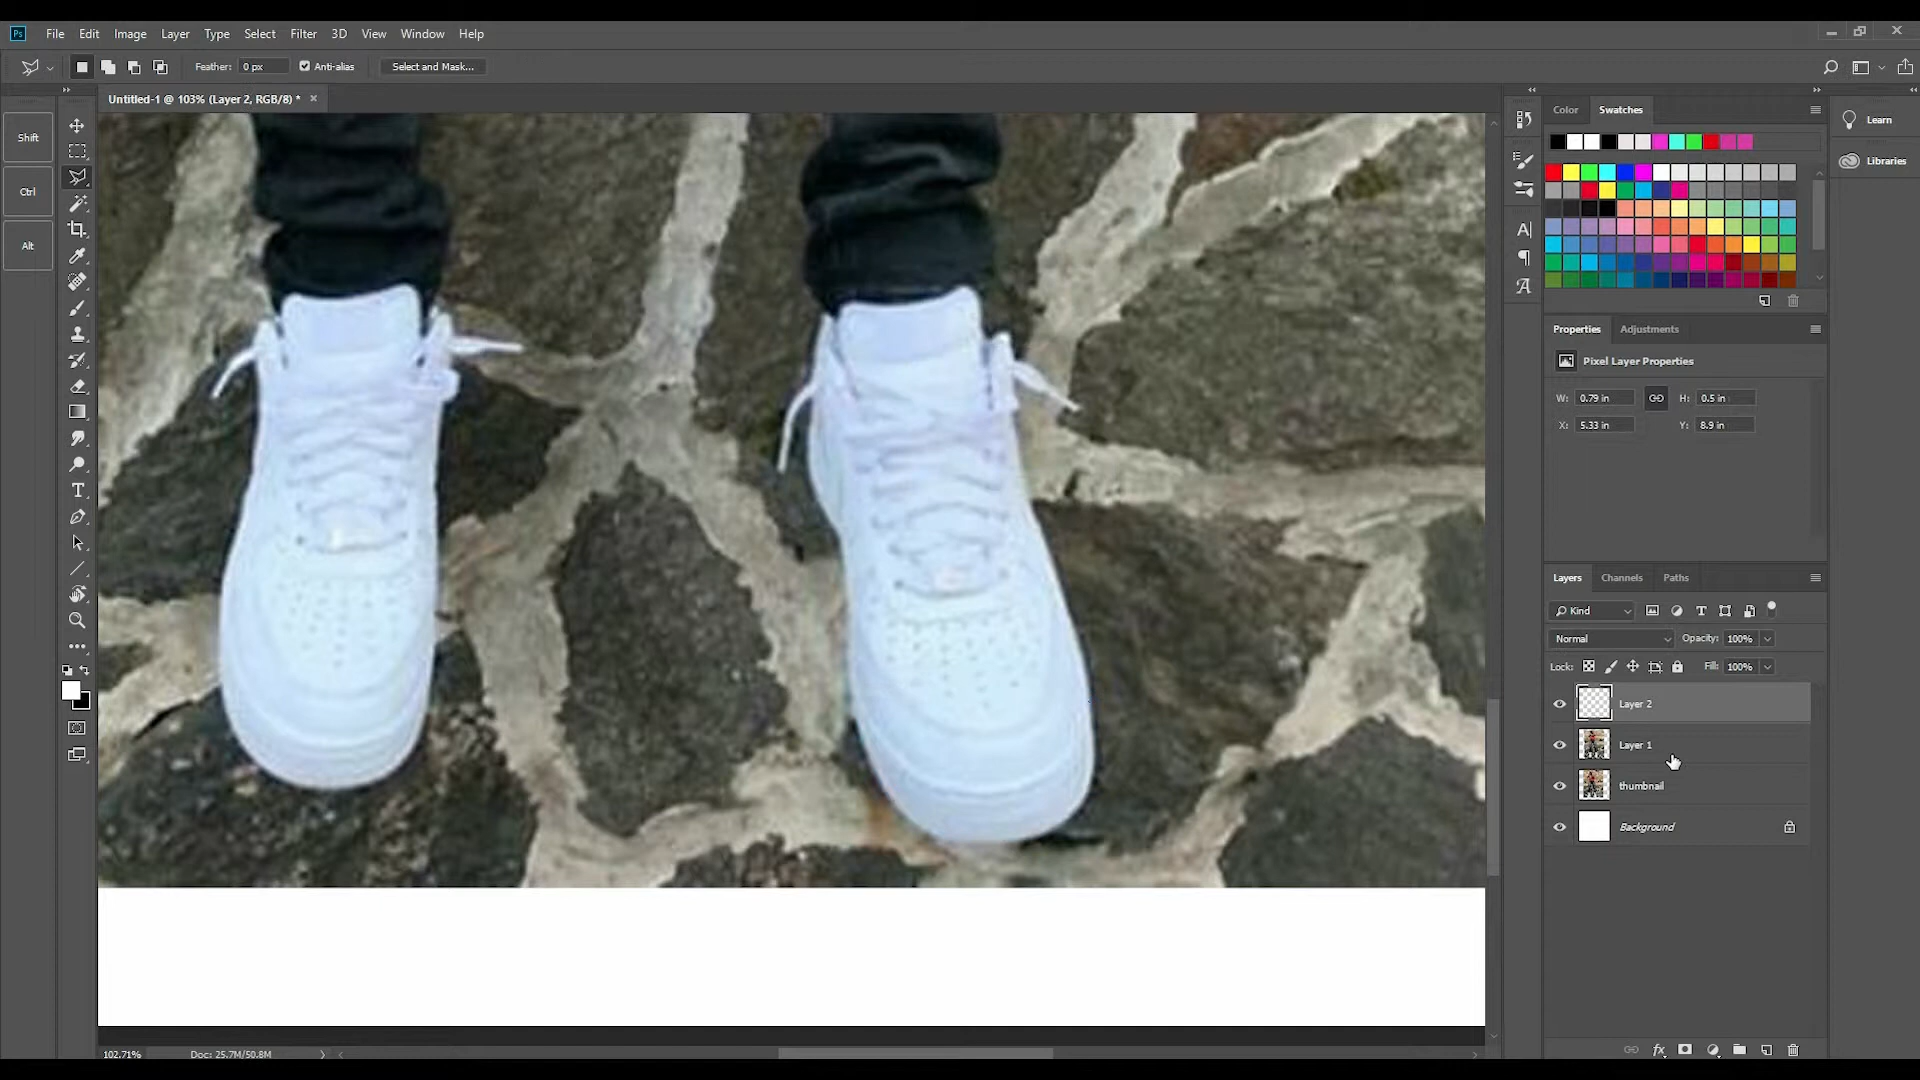 Ps File Edit Image Layer Type Select Filter 3D View Window Help
Feather: 0 px Anti-alias Select and Mask...
Untitled-1 @ 103% (Layer 2, RGB/8) * ×
Shift
Ctrl
Alt
Color Swatches
Learn
Libraries
Properties Adjustments
Pixel Layer Properties
W: 0.79 in H: 0.5 in
X: 5.33 in Y: 8.9 in
Layers Channels Paths
Kind
Normal Opacity: 100%
Lock: Fill: 100%
Layer 2
Layer 1
thumbnail
Background
fx
102.71% Doc: 25.7M/50.8M